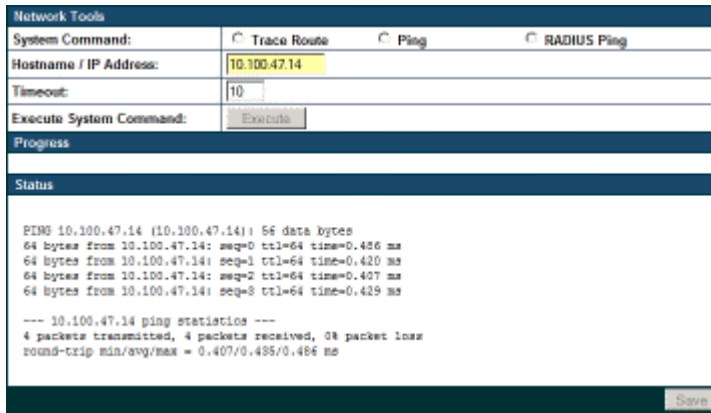 Network Tools
System Command: Trace Route Ping RADIUS Ping
Hostname / IP Address: 10.100.47.14
Timeout: 10
Execute System Command: Execute
Progress
Status
PING 10.100.47.14 (10.100.47.14): 56 data bytes
64 bytes from 10.100.47.14: seq=0 ttl=64 time=0.486 ms
64 bytes from 10.100.47.14: seq=1 ttl=64 time=0.420 ms
64 bytes from 10.100.47.14: seq=2 ttl=64 time=0.407 ms
64 bytes from 10.100.47.14: seq=3 ttl=64 time=0.429 ms
--- 10.100.47.14 ping statistics ---
4 packets transmitted, 4 packets received, 0% packet loss
round-trip min/avg/max = 0.407/0.435/0.486 ms
Save